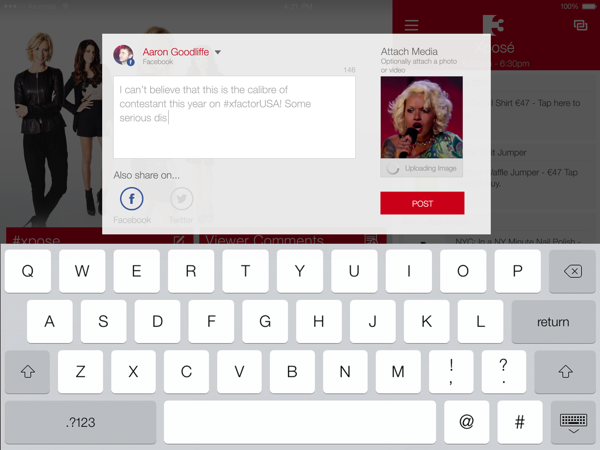 100%
Xposé
- 6:30pm
Aaron Goodliffe
Facebook
148
I can't believe that this is the calibre of
contestant this year on #xfactorUSA! Some
serious dis
Also share on...
Facebook
Twitter
Attach Media
Optionally attach a photo
or video
Uploading Image
POST
Shirt €47 - Tap here to
Jumper
Waffle Jumper - €47 Tap
buy.
NYC: In a NY Minute Nail Polish -
#xpose
Viewer Comments
Q W E R T Y U I O P
A S D F G H J K L return
Z X C V B N M ! , ? .
.?123 @ #